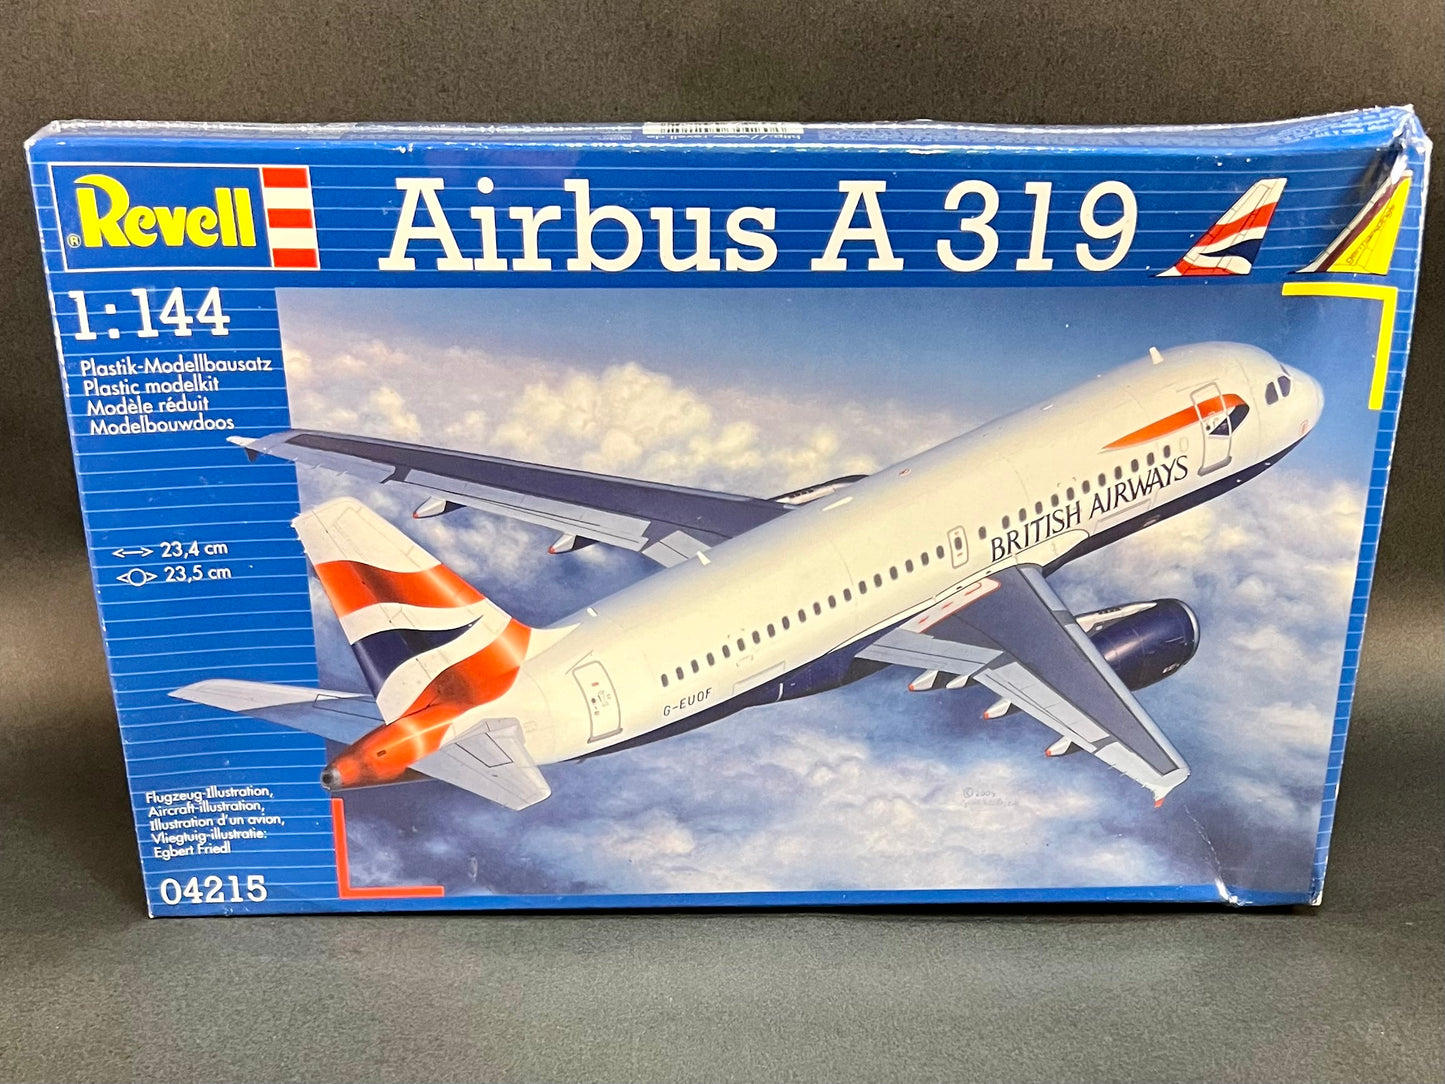 ® Revell
Airbus A 319
germanwings
1:144
Plastik-Modellbausatz
Plastic modelkit
Modèle réduit
Modelbouwdoos
23,4 cm
23,5 cm
BRITISH AIRWAYS
G-EUOF
Flugzeug-Illustration,
Aircraft-illustration,
Illustration d'un avion,
Vliegtuig-illustratie:
Egbert Friedl
04215